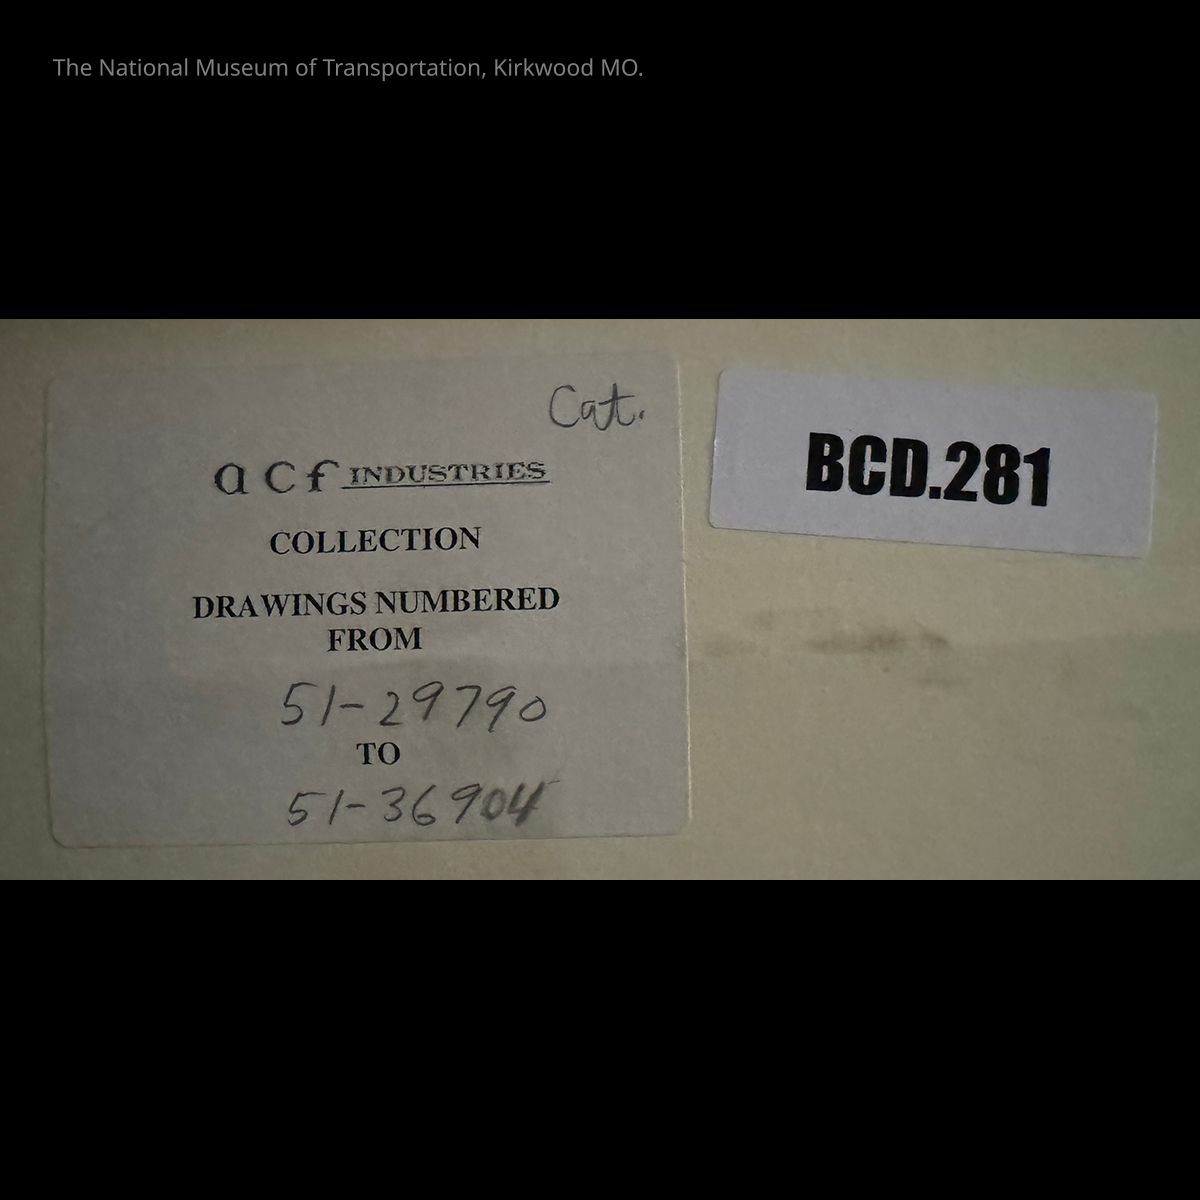 The National Museum of Transportation, Kirkwood MO.
Cat.
acf INDUSTRIES
COLLECTION
DRAWINGS NUMBERED
FROM
51-29790
TO
51-36904
BCD.281